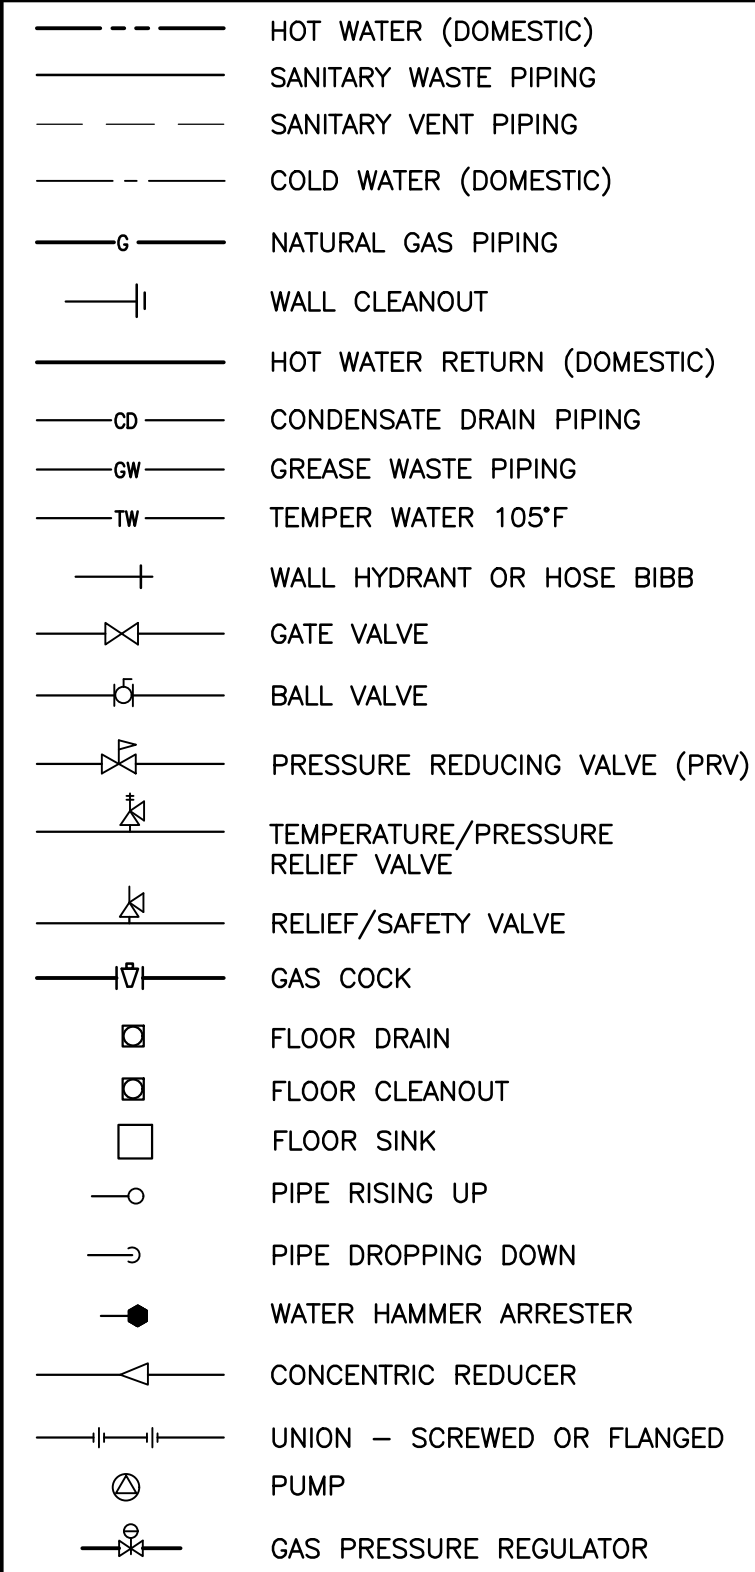 HOT WATER (DOMESTIC)
SANITARY WASTE PIPING
SANITARY VENT PIPING
COLD WATER (DOMESTIC)
G NATURAL GAS PIPING
WALL CLEANOUT
HOT WATER RETURN (DOMESTIC)
CD CONDENSATE DRAIN PIPING
GW GREASE WASTE PIPING
TW TEMPER WATER 105°F
WALL HYDRANT OR HOSE BIBB
GATE VALVE
BALL VALVE
PRESSURE REDUCING VALVE (PRV)
TEMPERATURE/PRESSURE
RELIEF VALVE
RELIEF/SAFETY VALVE
GAS COCK
FLOOR DRAIN
FLOOR CLEANOUT
FLOOR SINK
PIPE RISING UP
PIPE DROPPING DOWN
WATER HAMMER ARRESTER
CONCENTRIC REDUCER
UNION – SCREWED OR FLANGED
PUMP
GAS PRESSURE REGULATOR